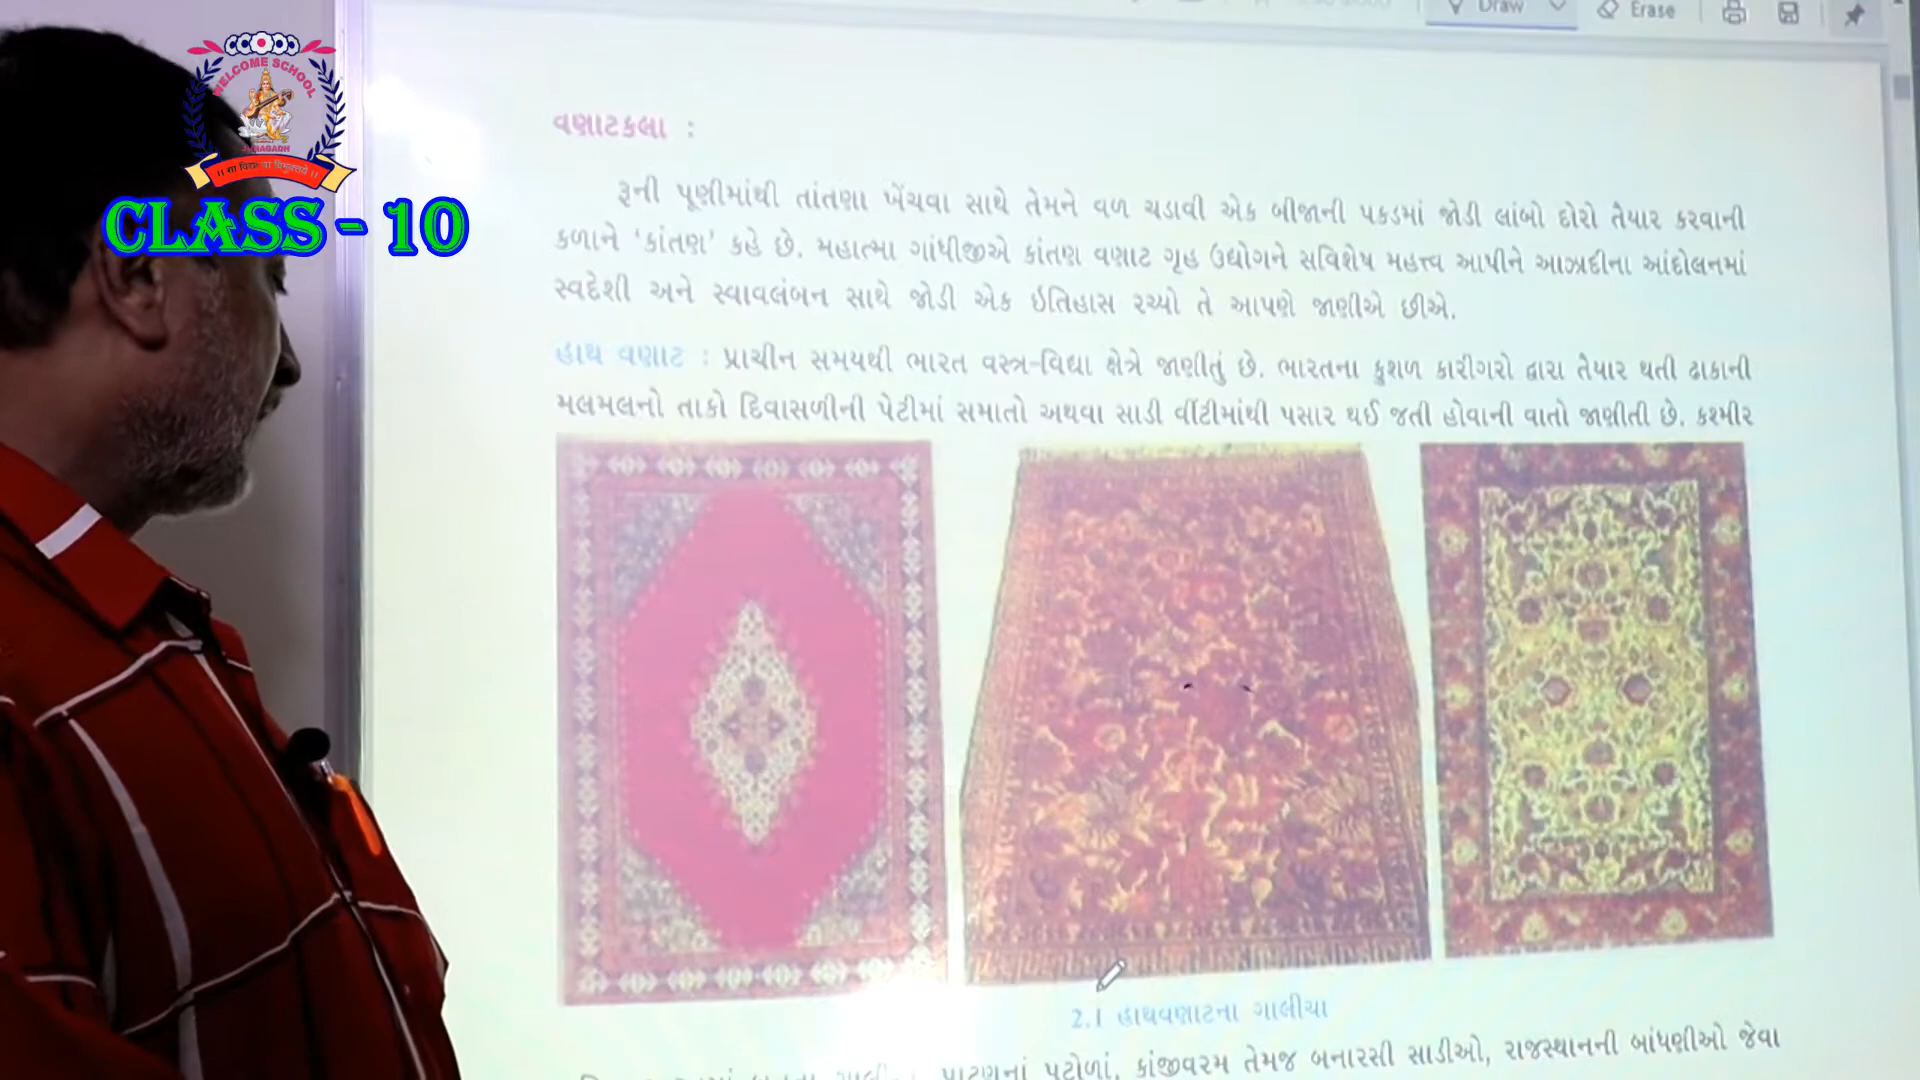 Draw
Erase
WELCOME SCHOOL
JUNAGADH
।। सा विद्या या विमुक्तये ।।
CLASS - 10
વણાટકલા :
રૂની પૂણીમાંથી તાંતણા ખેંચવા સાથે તેમને વળ ચડાવી એક બીજાની પકડમાં જોડી લાંબો દોરો તૈયાર કરવાની
કળાને ‘કાંતણ’ કહે છે. મહાત્મા ગાંધીજીએ કાંતણ વણાટ ગૃહ ઉદ્યોગને સવિશેષ મહત્ત્વ આપીને આઝાદીના આંદોલનમાં
સ્વદેશી અને સ્વાવલંબન સાથે જોડી એક ઇતિહાસ રચ્યો તે આપણે જાણીએ છીએ.
હાથ વણાટ : પ્રાચીન સમયથી ભારત વસ્ત્ર-વિદ્યા ક્ષેત્રે જાણીતું છે. ભારતના કુશળ કારીગરો દ્વારા તૈયાર થતી ઢાકાની
મલમલનો તાકો દિવાસળીની પેટીમાં સમાતો અથવા સાડી વીંટીમાંથી પસાર થઈ જતી હોવાની વાતો જાણીતી છે. કશ્મીર
2.1 હાથવણાટના ગાલીચા
પાટણનાં પટોળાં, કાંજીવરમ તેમજ બનારસી સાડીઓ, રાજસ્થાનની બાંધણીઓ જેવા